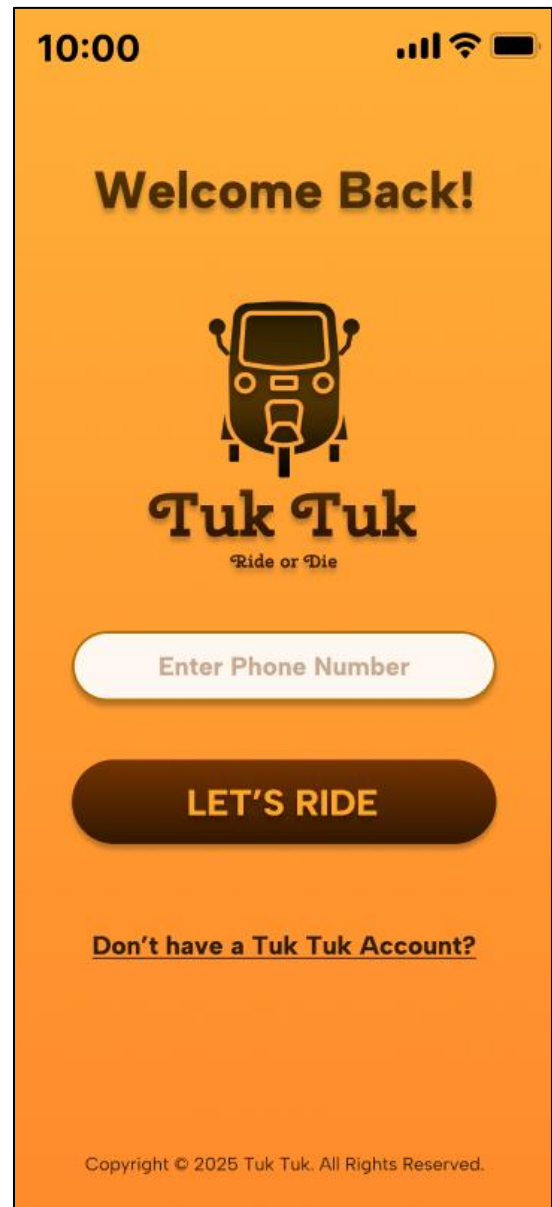 10:00
Welcome Back!
Tuk Tuk
Ride or Die
Enter Phone Number
LET’S RIDE
Don’t have a Tuk Tuk Account?
Copyright © 2025 Tuk Tuk. All Rights Reserved.